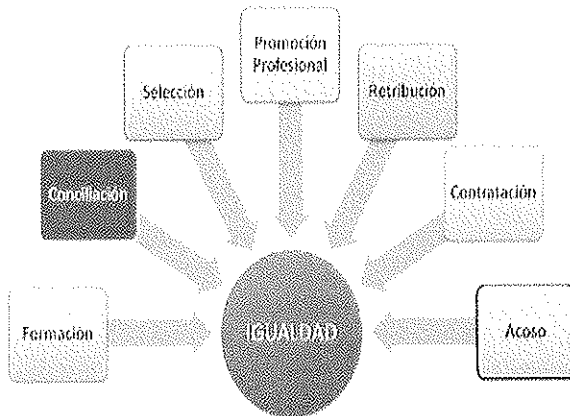 Promoción
Profesional
Selección
Retribución
Conciliación
Contratación
Formación
IGUALDAD
Acoso